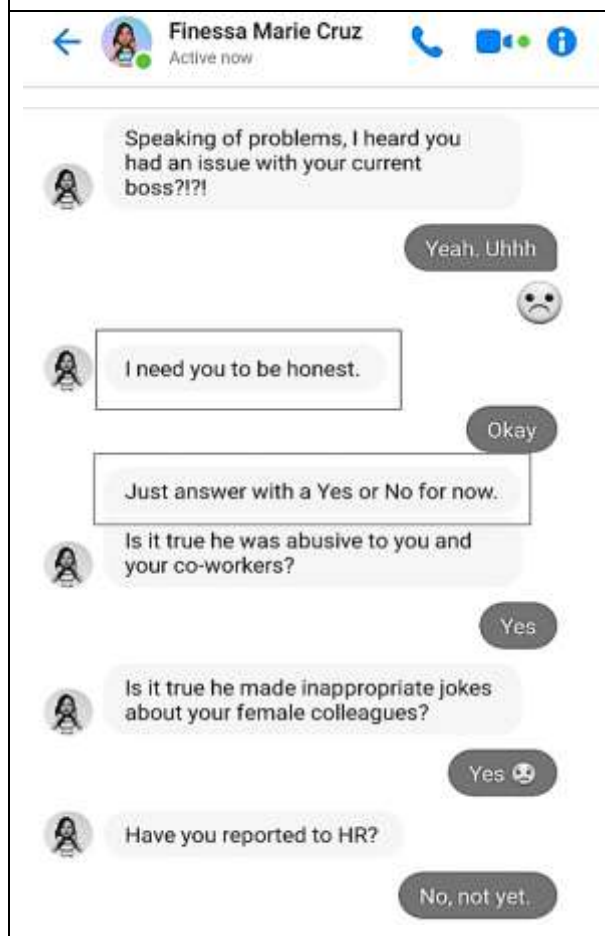 Finessa Marie Cruz
Active now
Speaking of problems, I heard you
had an issue with your current
boss?!?!
Yeah, Uhhh
I need you to be honest.
Okay
Just answer with a Yes or No for now.
Is it true he was abusive to you and
your co-workers?
Yes
Is it true he made inappropriate jokes
about your female colleagues?
Yes
Have you reported to HR?
No, not yet.